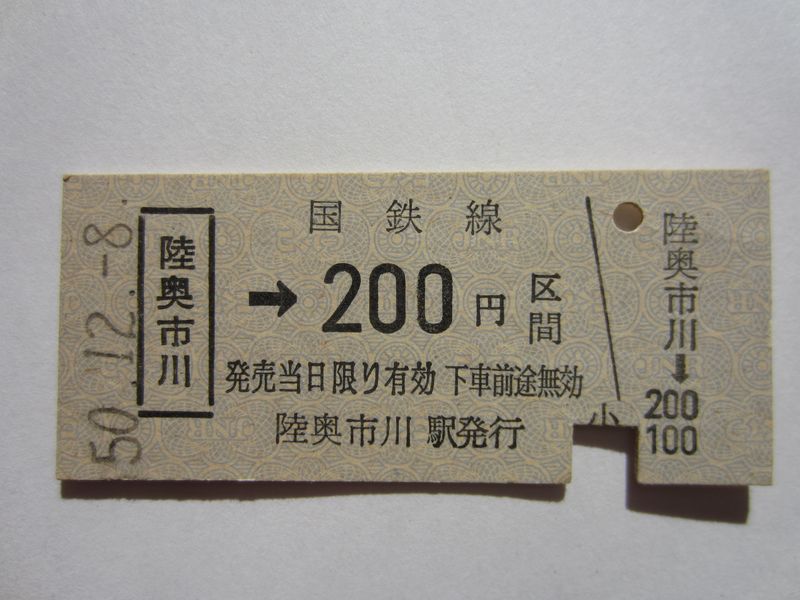 50.12.-8.
陸奥市川
国鉄線
➡200円区間
発売当日限り有効 下車前途無効
陸奥市川駅発行
小
陸奥市川
⬇
200
100